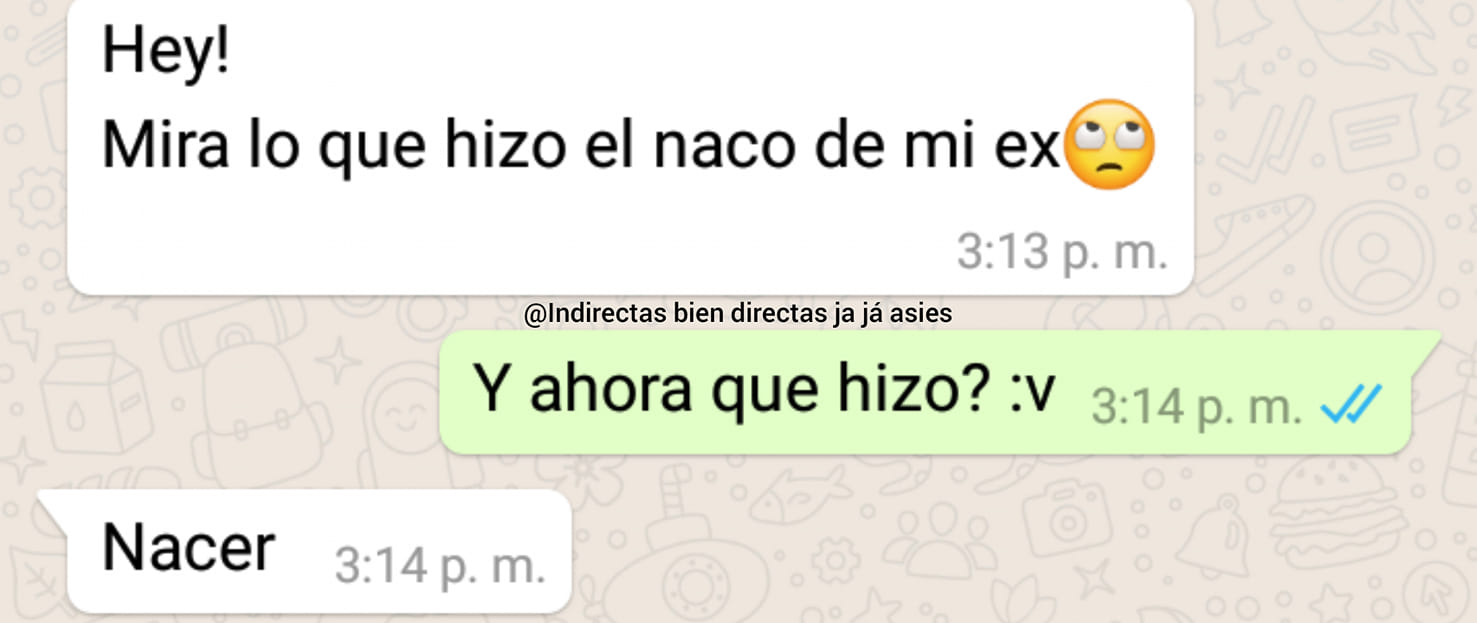 Hey!
Mira lo que hizo el naco de mi ex🙄
3:13 p. m.
@Indirectas bien directas ja já asies
Y ahora que hizo? :v 3:14 p. m.
Nacer 3:14 p. m.